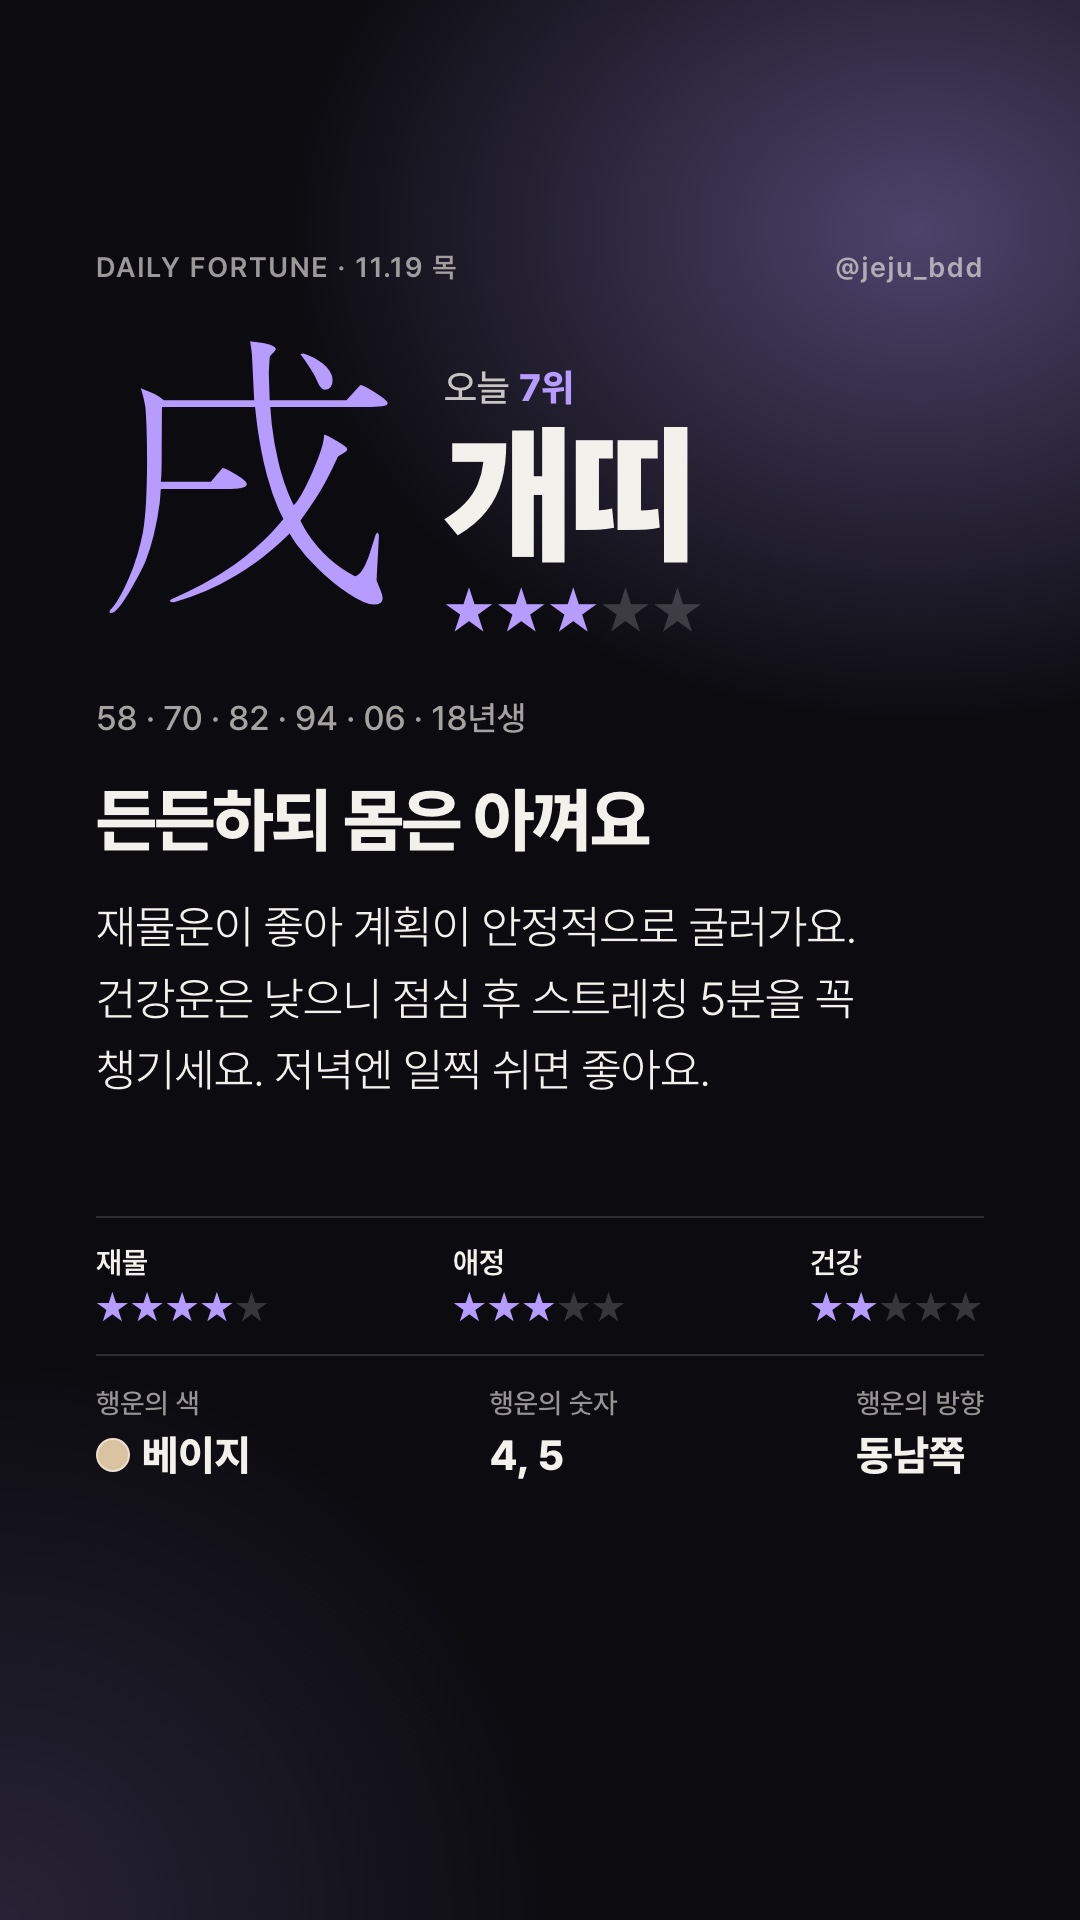 DAILY FORTUNE · 11.19 목
@jeju_bdd
戌
오늘 7위
개띠
★★★★★
58 · 70 · 82 · 94 · 06 · 18년생
든든하되 몸은 아껴요
재물운이 좋아 계획이 안정적으로 굴러가요.
건강운은 낮으니 점심 후 스트레칭 5분을 꼭
챙기세요. 저녁엔 일찍 쉬면 좋아요.
재물
★★★★★
애정
★★★★★
건강
★★★★★
행운의 색
베이지
행운의 숫자
4, 5
행운의 방향
동남쪽